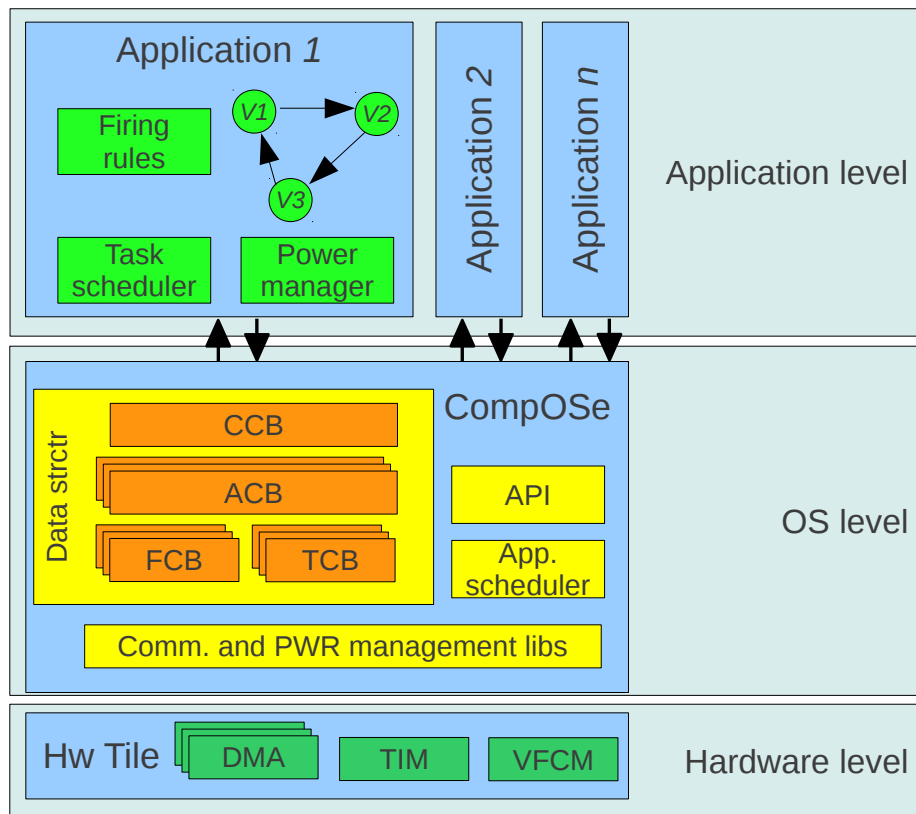 Application 1
V1
V2
V3
Firing
rules
Task
scheduler
Power
manager
Application 2
Application n
Application level
CompOSe
Data strctr
CCB
ACB
FCB
TCB
API
App.
scheduler
Comm. and PWR management libs
OS level
Hw Tile
DMA
TIM
VFCM
Hardware level